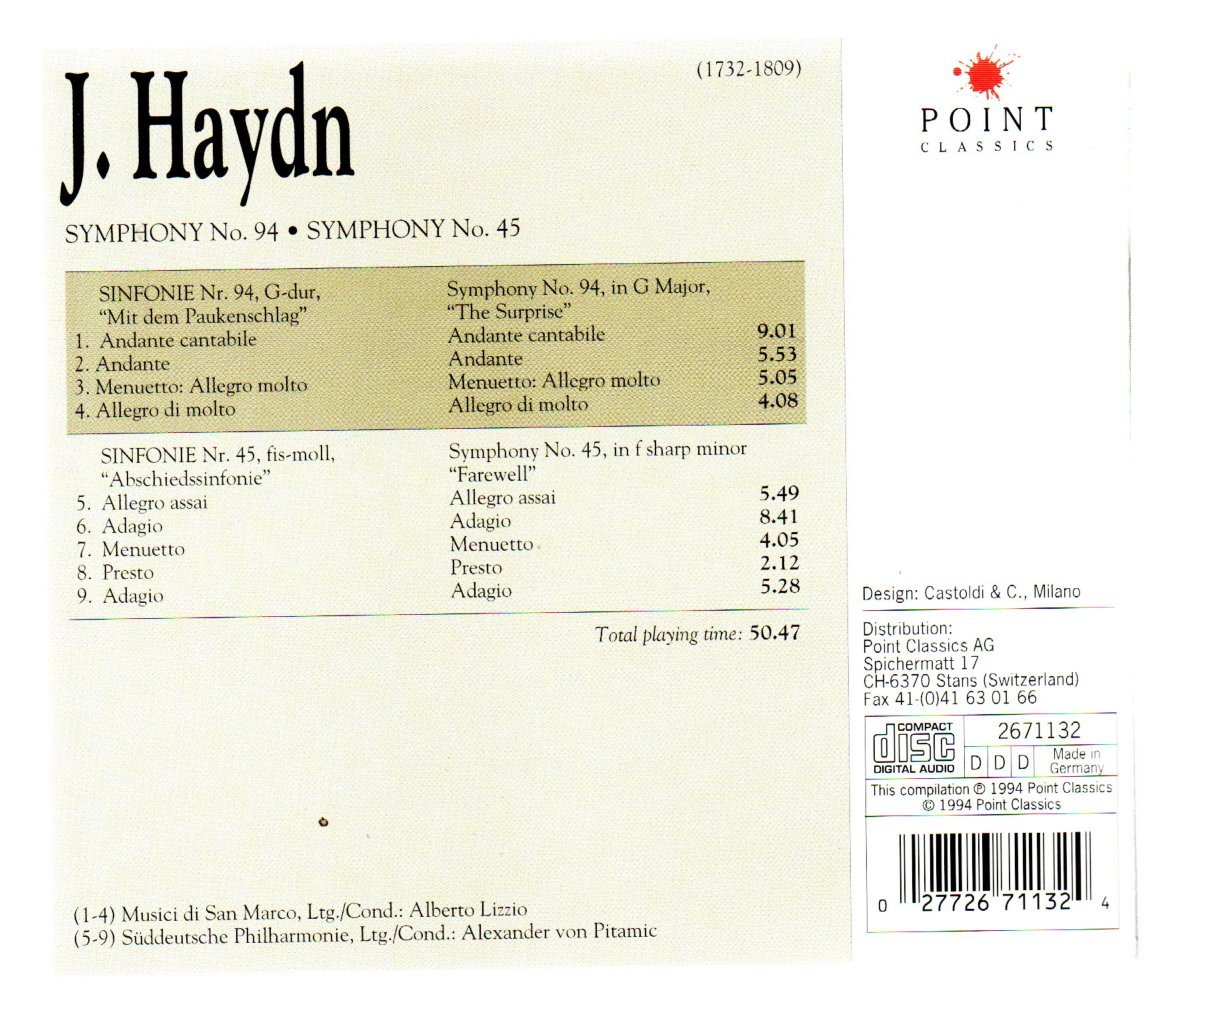 J. Haydn
(1732-1809)
SYMPHONY No. 94 • SYMPHONY No. 45
SINFONIE Nr. 94, G-dur,
“Mit dem Paukenschlag”
1. Andante cantabile
2. Andante
3. Menuetto: Allegro molto
4. Allegro di molto
Symphony No. 94, in G Major,
“The Surprise”
Andante cantabile 9.01
Andante 5.53
Menuetto: Allegro molto 5.05
Allegro di molto 4.08
SINFONIE Nr. 45, fis-moll,
“Abschiedssinfonie”
5. Allegro assai
6. Adagio
7. Menuetto
8. Presto
9. Adagio
Symphony No. 45, in f sharp minor
“Farewell”
Allegro assai 5.49
Adagio 8.41
Menuetto 4.05
Presto 2.12
Adagio 5.28
Total playing time: 50.47
(1-4) Musici di San Marco, Ltg./Cond.: Alberto Lizzio
(5-9) Süddeutsche Philharmonie, Ltg./Cond.: Alexander von Pitamic
POINT
CLASSICS
Design: Castoldi & C., Milano
Distribution:
Point Classics AG
Spichermatt 17
CH-6370 Stans (Switzerland)
Fax 41-(0)41 63 01 66
COMPACT
disc
DIGITAL AUDIO
2671132
D D D
Made in
Germany
This compilation ℗ 1994 Point Classics
© 1994 Point Classics
0 27726 71132 4